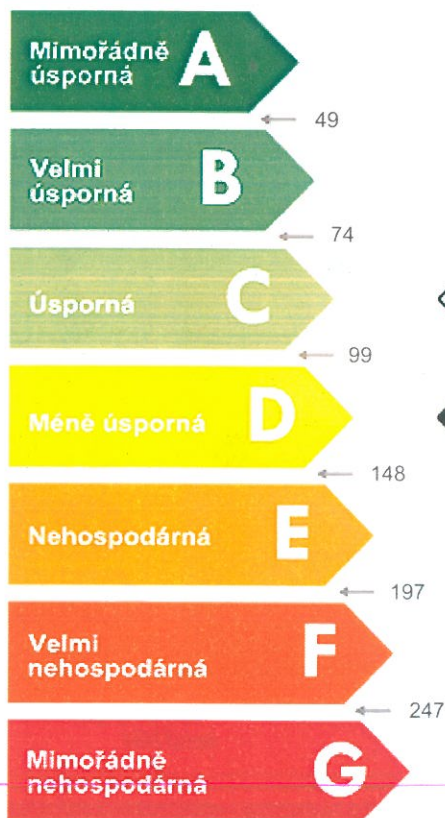 Mimořádně
úsporná
A
49
Velmi
úsporná
B
74
Úsporná
C
99
Méně úsporná
D
148
Nehospodárná
E
197
Velmi
nehospodárná
F
247
Mimořádně
nehospodárná
G